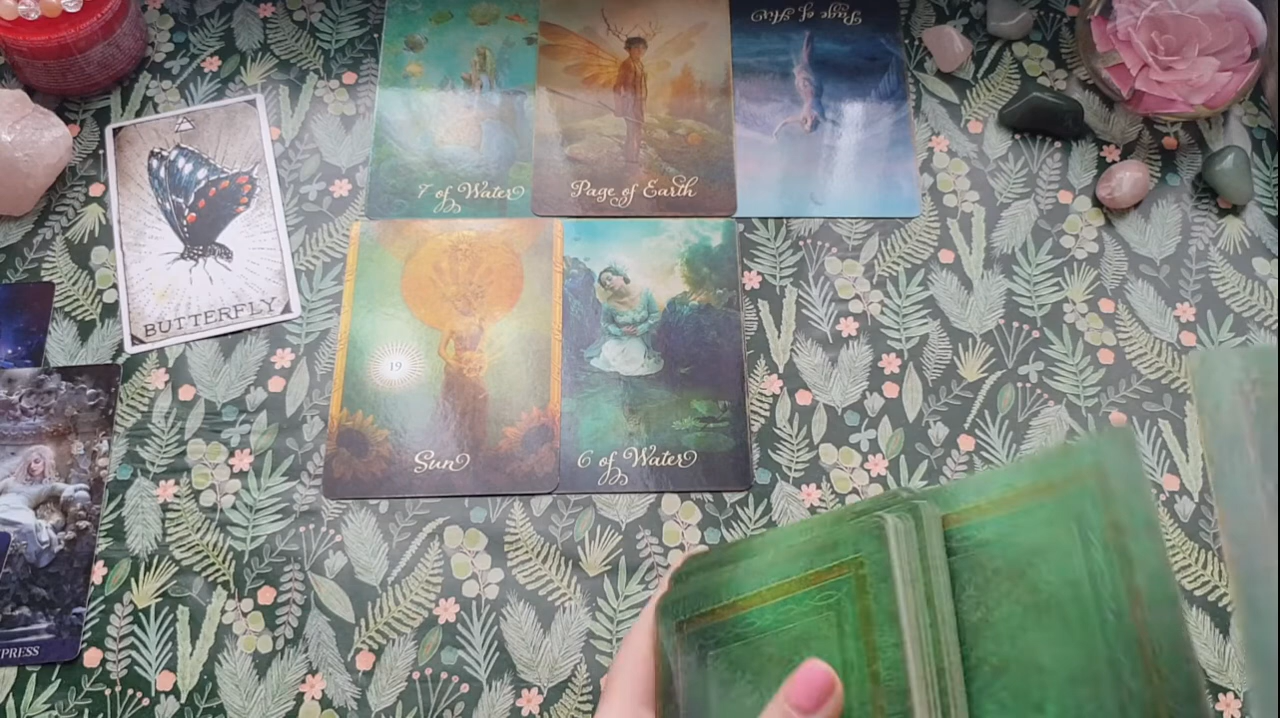 7 of Water
Page of Earth
Page of Air
BUTTERFLY
19
Sun
6 of Water
PRESS